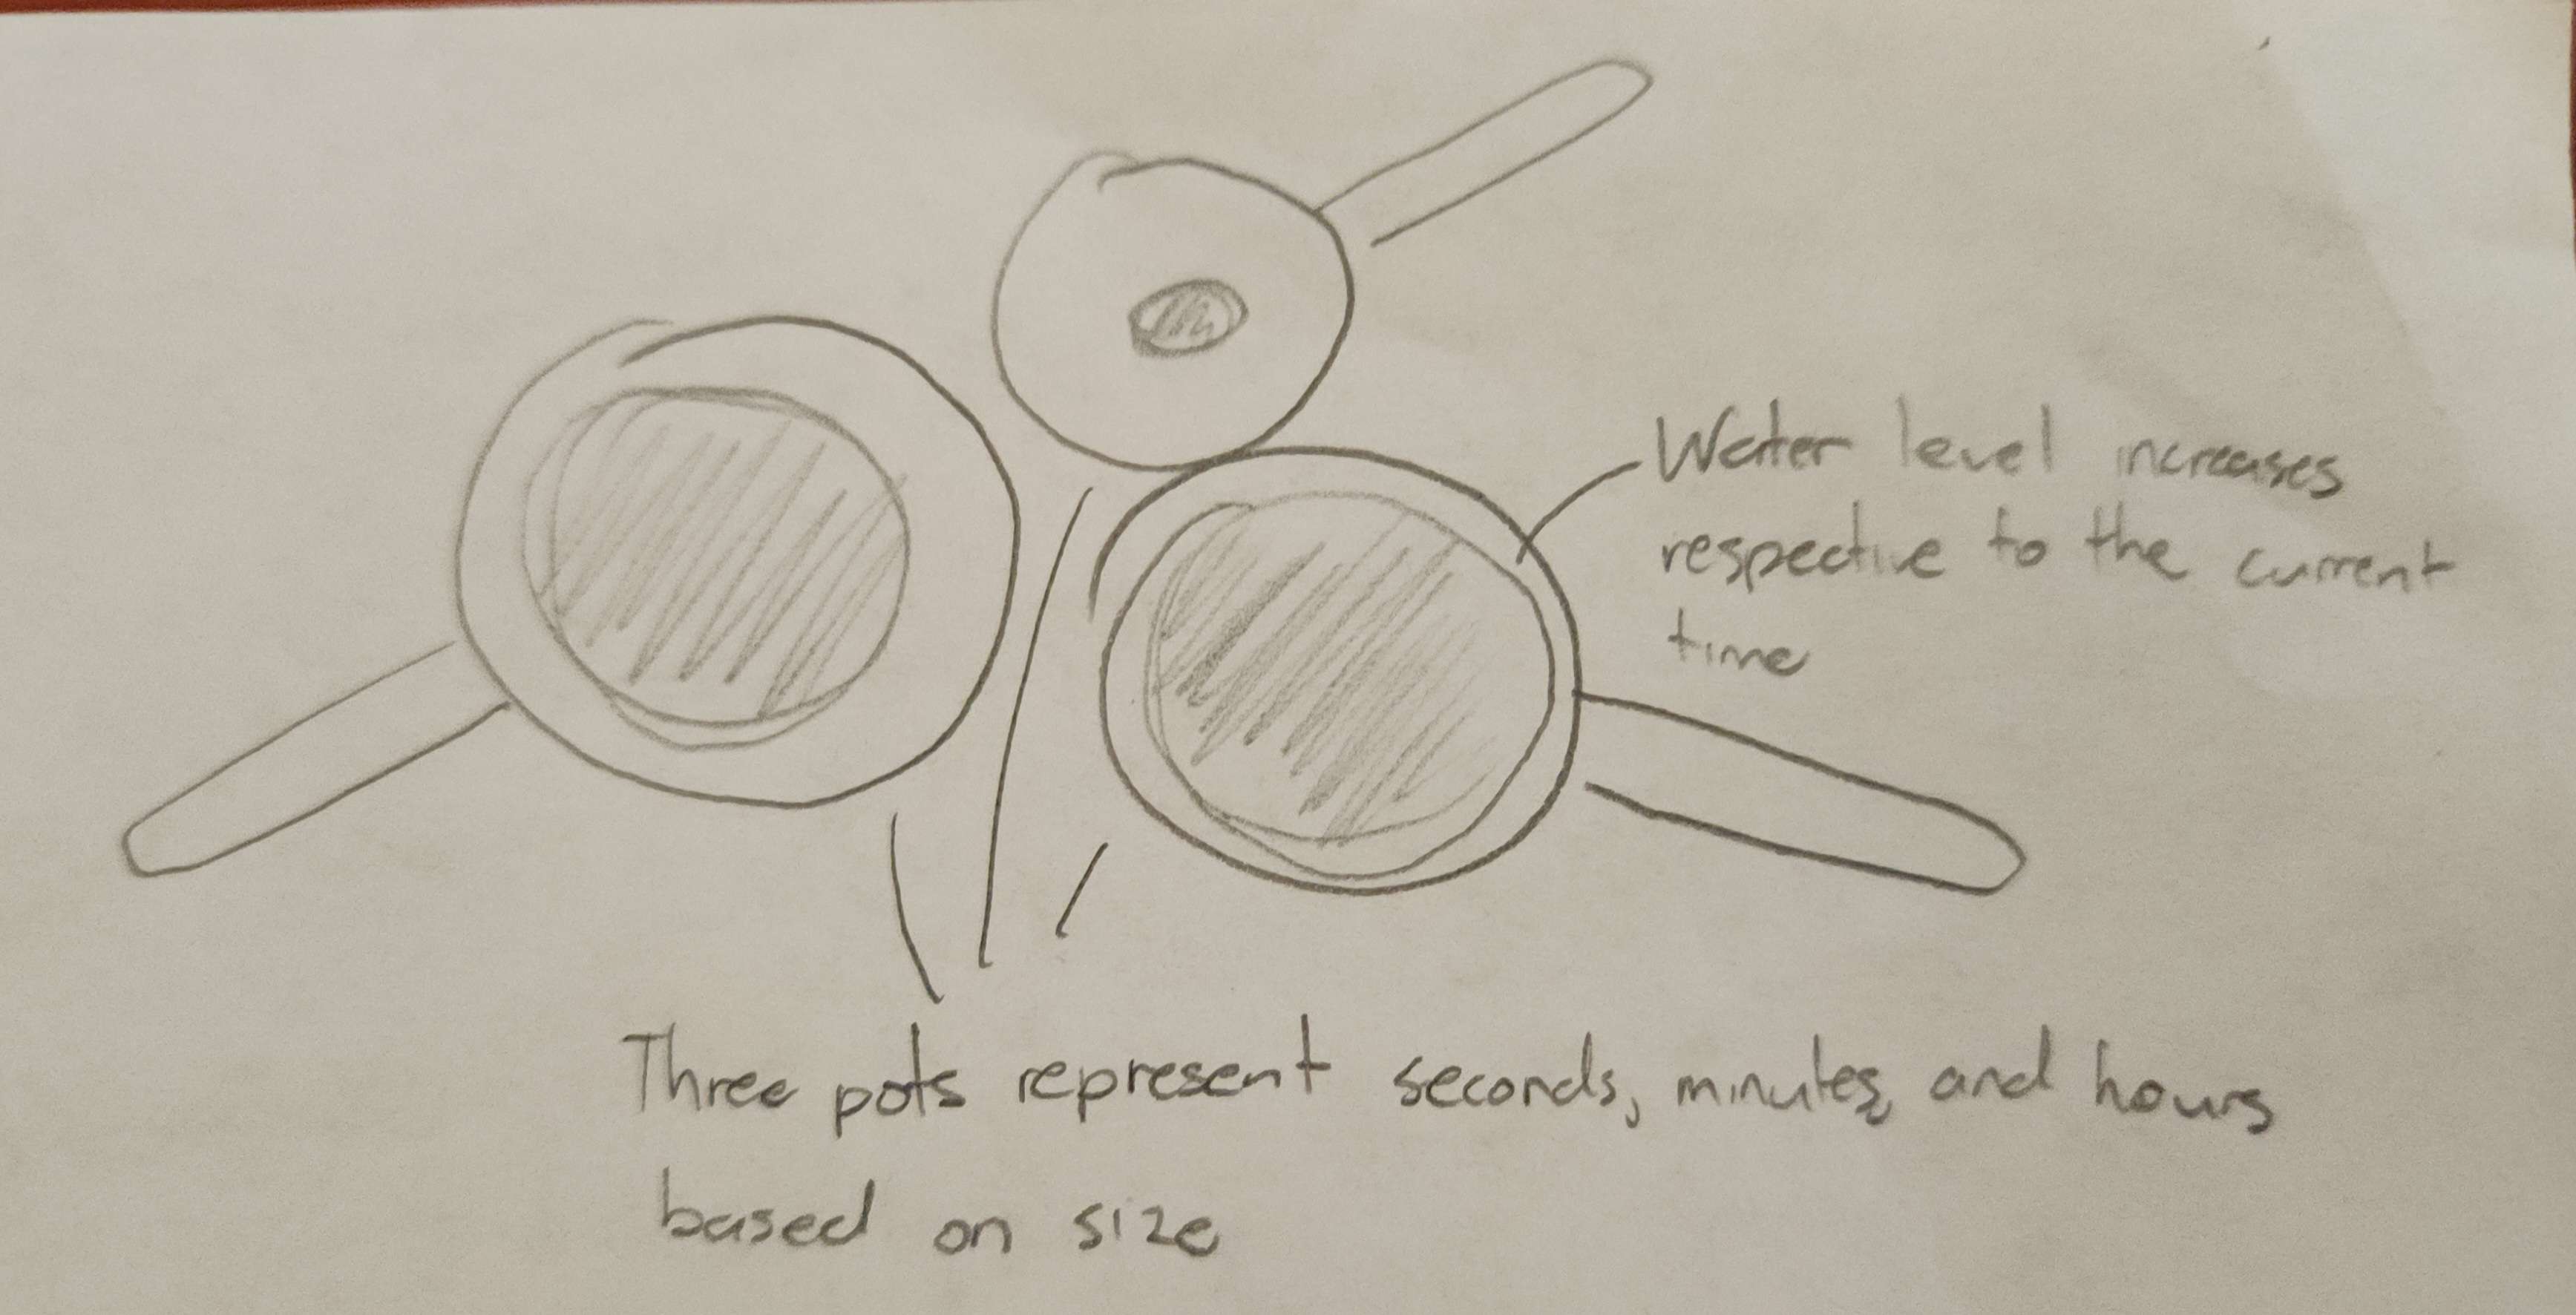 Water level increases
respective to the current
time
Three pots represent seconds, minutes, and hours
based on size